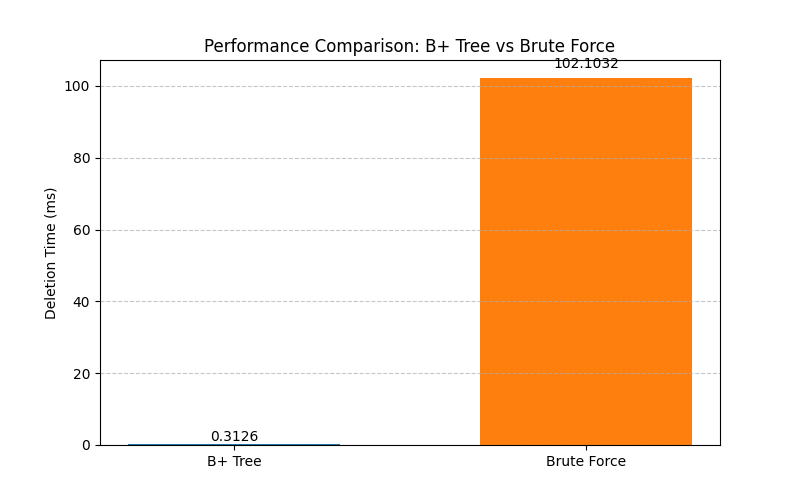 Performance Comparison: B+ Tree vs Brute Force
102.1032
100
80
60
40
20
0
Deletion Time (ms)
0.3126
B+ Tree
Brute Force